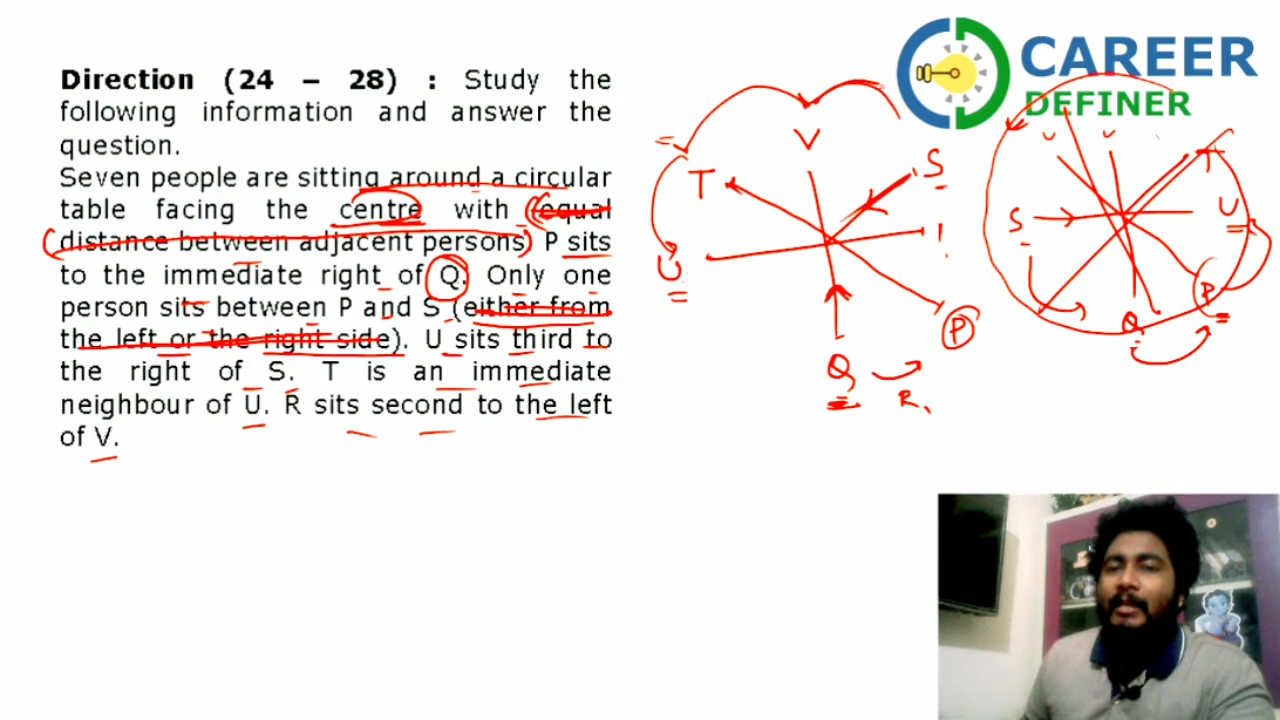 Direction (24 – 28) : Study the
following information and answer the
question.
Seven people are sitting around a circular
table facing the centre with (equal
distance between adjacent persons) P sits
to the immediate right of Q. Only one
person sits between P and S (either from
the left or the right side). U sits third to
the right of S. T is an immediate
neighbour of U. R sits second to the left
of V.
CAREER
DEFINER
V
T
S
U
P
Q
R
T
S
U
P
Q